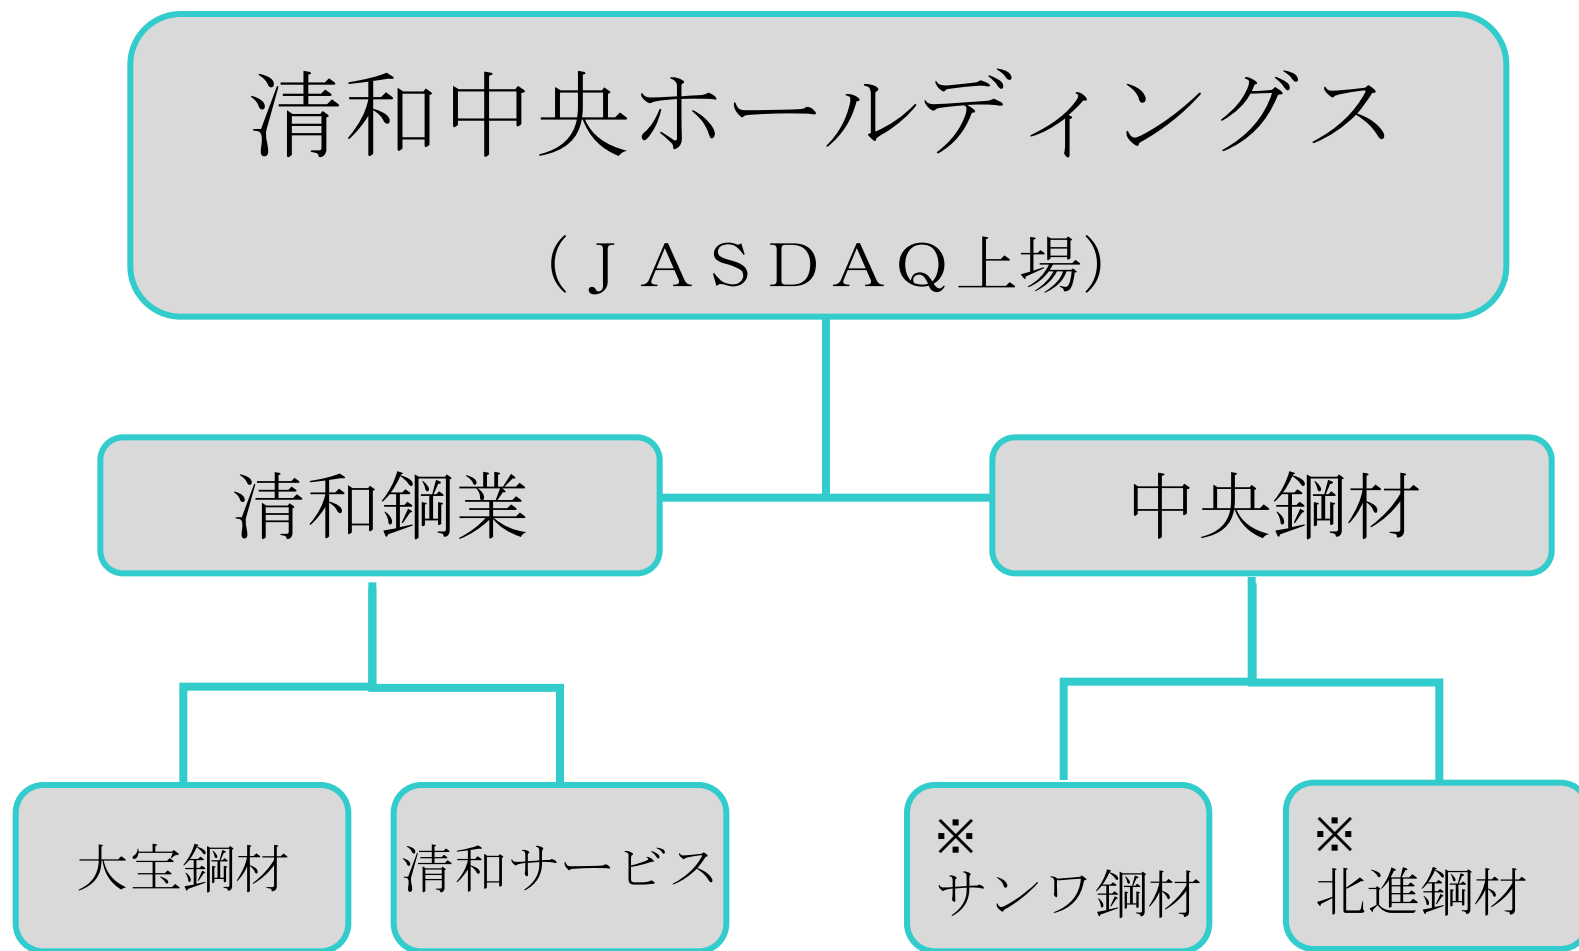 清和中央ホールディングス
（ＪＡＳＤＡＱ上場）
清和鋼業
中央鋼材
大宝鋼材
清和サービス
※
サンワ鋼材
※
北進鋼材